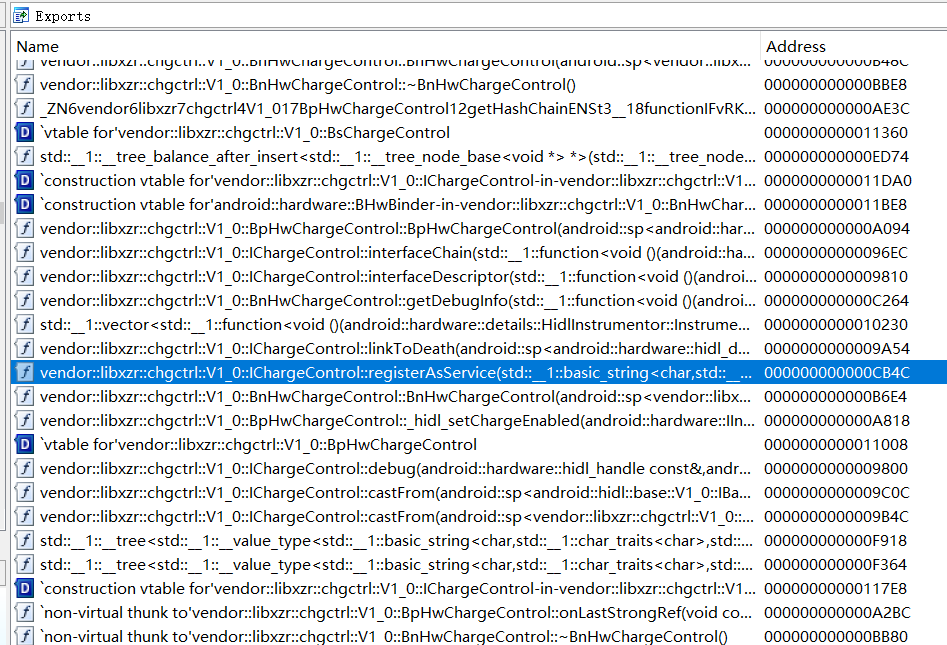 Exports
Name Address
vendor::libxzr::chgctrl::V1_0::BnHwChargeControl::BnHwChargeControl(android::sp<vendor::libx... 000000000000B48C
vendor::libxzr::chgctrl::V1_0::BnHwChargeControl::~BnHwChargeControl() 000000000000BBE8
_ZN6vendor6libxzr7chgctrl4V1_017BpHwChargeControl12getHashChainENSt3__18functionIFvRK... 000000000000AE3C
`vtable for'vendor::libxzr::chgctrl::V1_0::BsChargeControl 0000000000011360
std::__1::__tree_balance_after_insert<std::__1::__tree_node_base<void *> *>(std::__1::__tree_node... 000000000000ED74
`construction vtable for'vendor::libxzr::chgctrl::V1_0::IChargeControl-in-vendor::libxzr::chgctrl::V1... 0000000000011DA0
`construction vtable for'android::hardware::BHwBinder-in-vendor::libxzr::chgctrl::V1_0::BnHwChar... 0000000000011BE8
vendor::libxzr::chgctrl::V1_0::BpHwChargeControl::BpHwChargeControl(android::sp<android::har... 000000000000A094
vendor::libxzr::chgctrl::V1_0::IChargeControl::interfaceChain(std::__1::function<void ()(android::ha... 00000000000096EC
vendor::libxzr::chgctrl::V1_0::IChargeControl::interfaceDescriptor(std::__1::function<void ()(androi... 0000000000009810
vendor::libxzr::chgctrl::V1_0::BnHwChargeControl::getDebugInfo(std::__1::function<void ()(androi... 000000000000C264
std::__1::vector<std::__1::function<void ()(android::hardware::details::HidlInstrumentor::Instrume... 0000000000010230
vendor::libxzr::chgctrl::V1_0::IChargeControl::linkToDeath(android::sp<android::hardware::hidl_d... 0000000000009A54
vendor::libxzr::chgctrl::V1_0::IChargeControl::registerAsService(std::__1::basic_string<char,std::__... 000000000000CB4C
vendor::libxzr::chgctrl::V1_0::BnHwChargeControl::BnHwChargeControl(android::sp<vendor::libx... 000000000000B6E4
vendor::libxzr::chgctrl::V1_0::BpHwChargeControl::_hidl_setChargeEnabled(android::hardware::IIn... 000000000000A818
`vtable for'vendor::libxzr::chgctrl::V1_0::BpHwChargeControl 0000000000011008
vendor::libxzr::chgctrl::V1_0::IChargeControl::debug(android::hardware::hidl_handle const&,andr... 0000000000009800
vendor::libxzr::chgctrl::V1_0::IChargeControl::castFrom(android::sp<android::hidl::base::V1_0::IBa... 0000000000009C0C
vendor::libxzr::chgctrl::V1_0::IChargeControl::castFrom(android::sp<vendor::libxzr::chgctrl::V1_0::... 0000000000009B4C
std::__1::__tree<std::__1::__value_type<std::__1::basic_string<char,std::__1::char_traits<char>,std::... 000000000000F918
std::__1::__tree<std::__1::__value_type<std::__1::basic_string<char,std::__1::char_traits<char>,std::... 000000000000F364
`construction vtable for'vendor::libxzr::chgctrl::V1_0::IChargeControl-in-vendor::libxzr::chgctrl::V1... 00000000000117E8
`non-virtual thunk to'vendor::libxzr::chgctrl::V1_0::BpHwChargeControl::onLastStrongRef(void co... 000000000000A2BC
`non-virtual thunk to'vendor::libxzr::chgctrl::V1_0::BnHwChargeControl::~BnHwChargeControl() 000000000000BB80